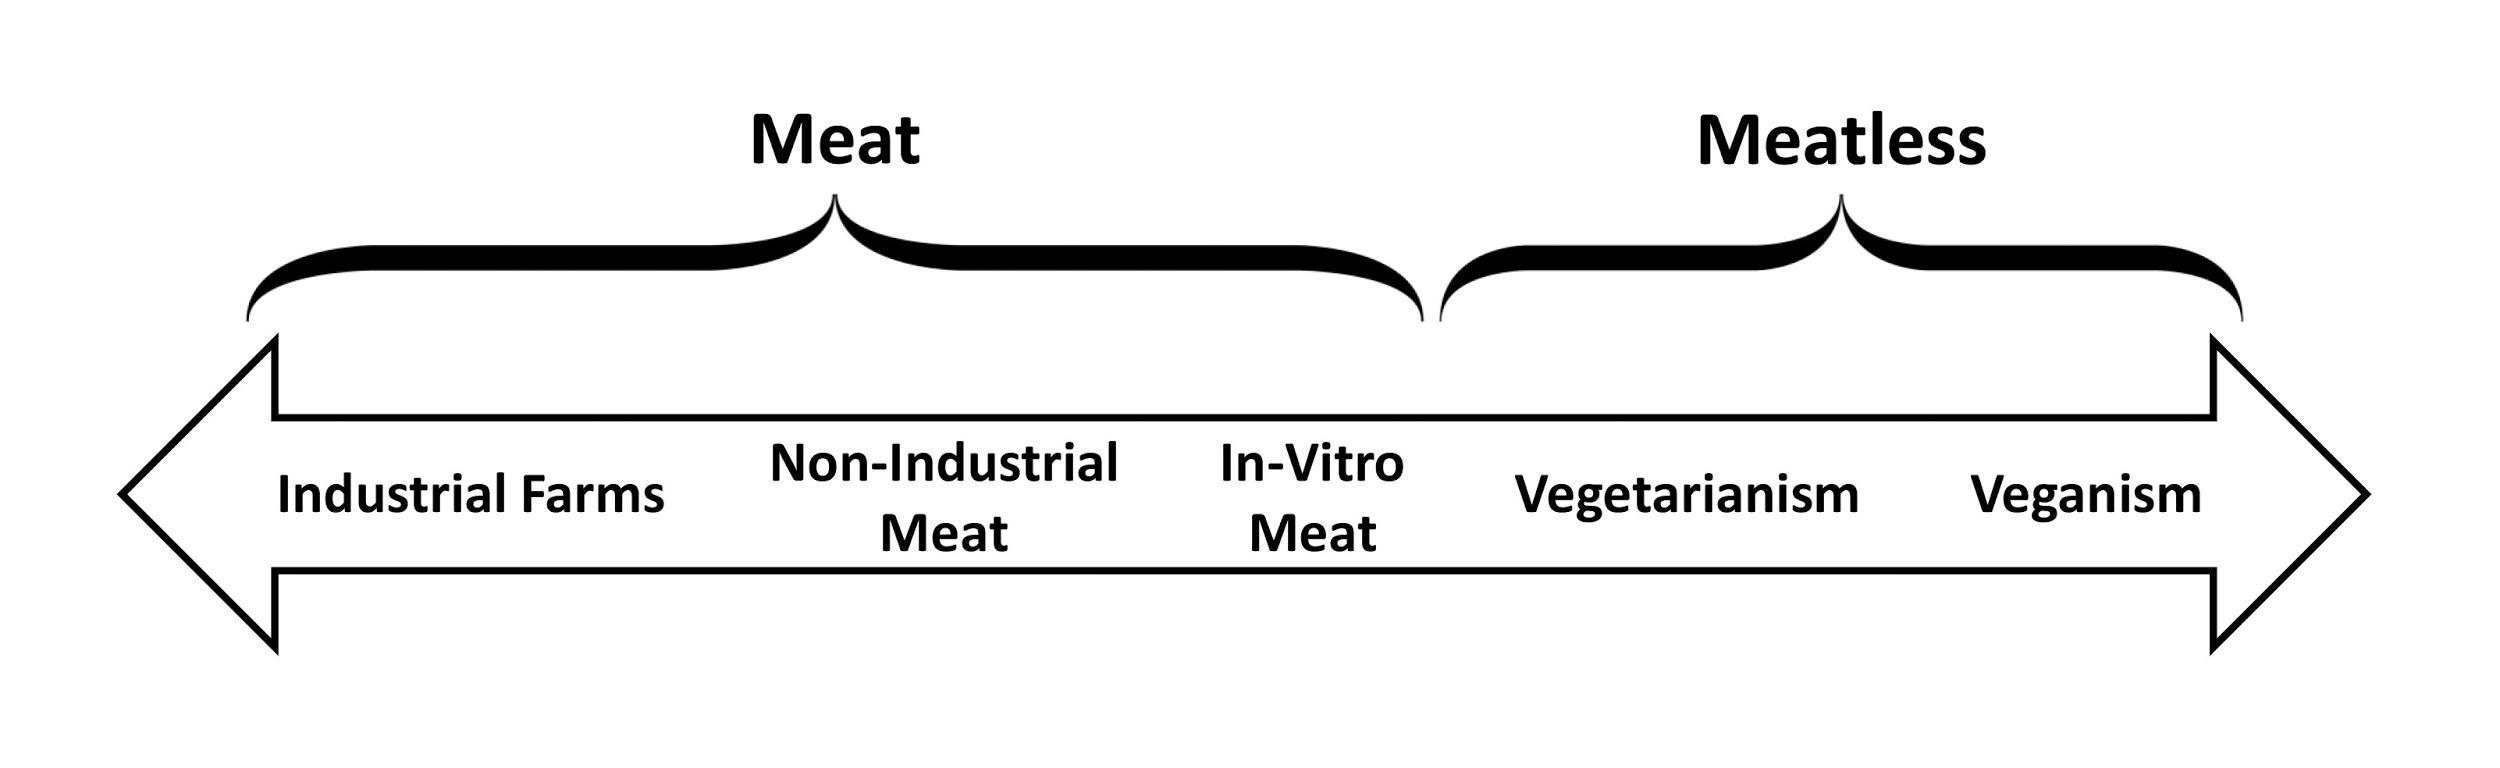 Meat
Meatless
Industrial Farms
Non-Industrial
Meat
In-Vitro
Meat
Vegetarianism
Veganism